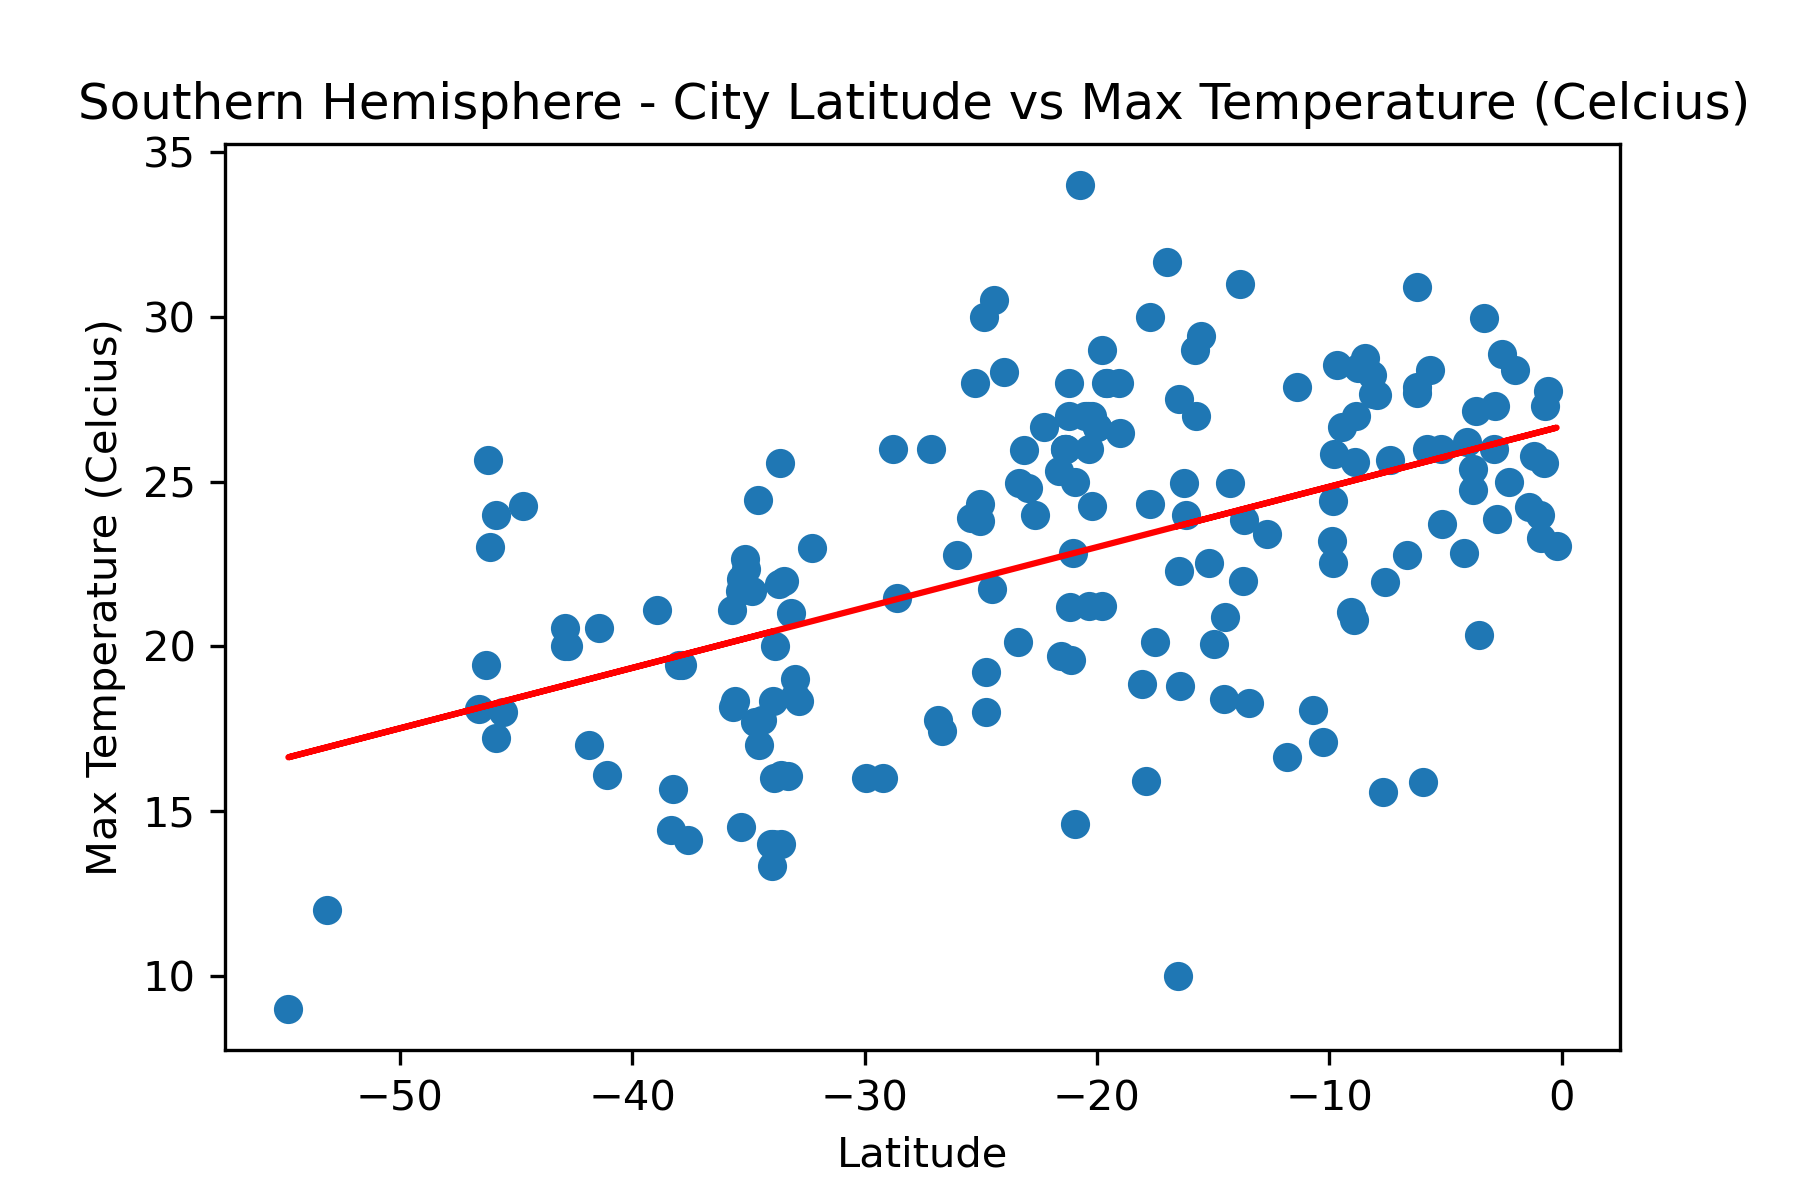 Southern Hemisphere - City Latitude vs Max Temperature (Celcius)
Max Temperature (Celcius)
35
30
25
20
15
10
−50 −40 −30 −20 −10 0
Latitude